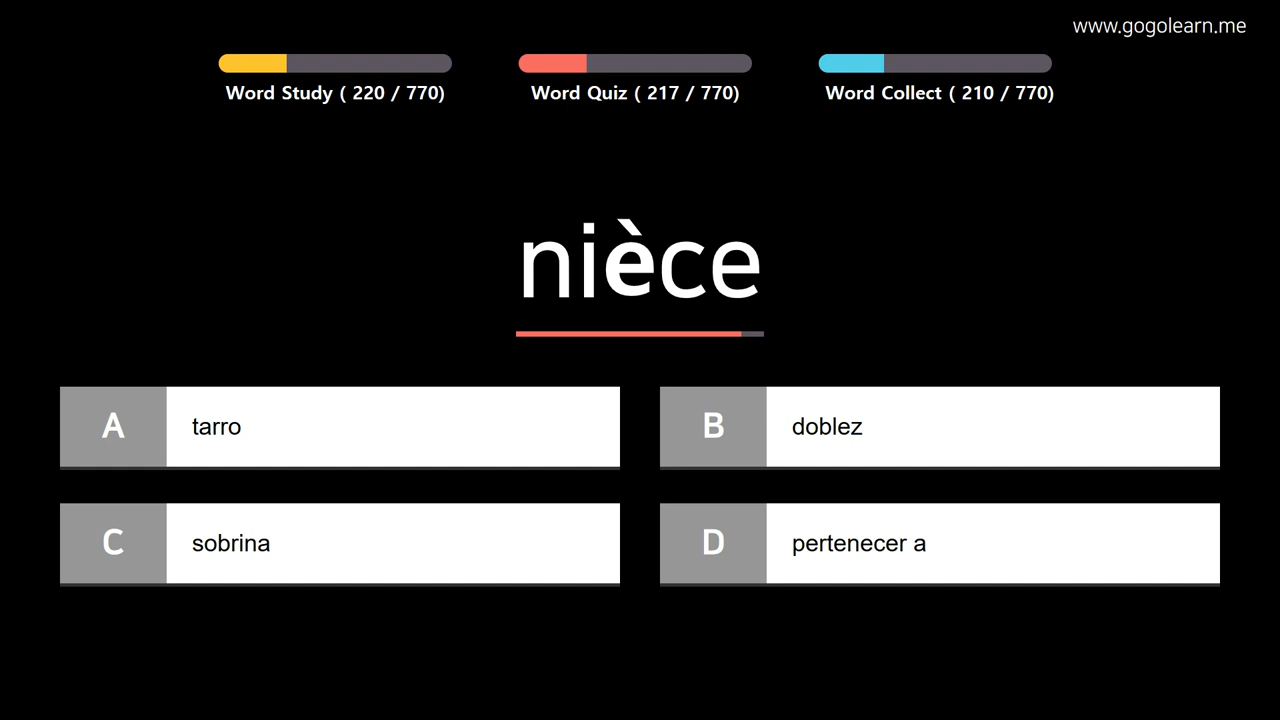 www.gogolearn.me
Word Study ( 220 / 770)
Word Quiz ( 217 / 770)
Word Collect ( 210 / 770)
nièce
A tarro
B doblez
C sobrina
D pertenecer a